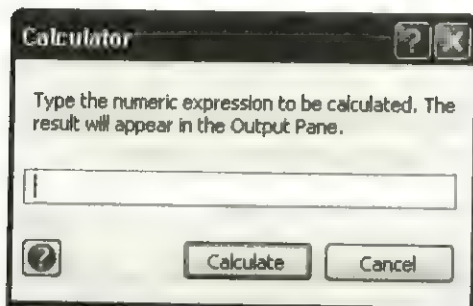 Calculator
Type the numeric expression to be calculated. The
result will appear in the Output Pane.
Calculate
Cancel